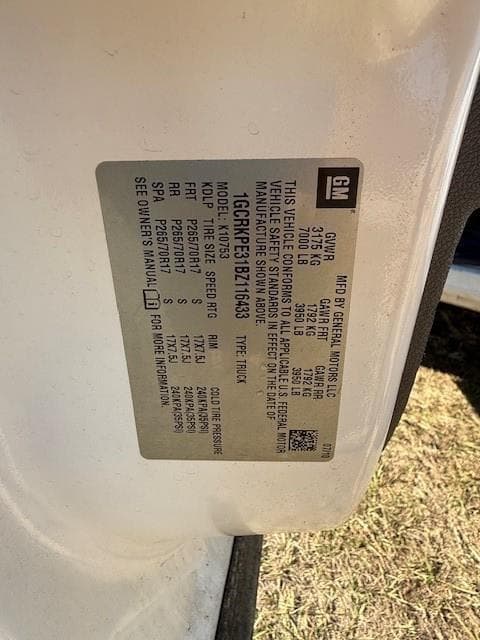 GM
MFD BY GENERAL MOTORS LLC 07/10
GVWR GAWR FRT GAWR RR
3175 KG 1792 KG 1792 KG
7000 LB 3950 LB 3950 LB
THIS VEHICLE CONFORMS TO ALL APPLICABLE U.S. FEDERAL MOTOR
VEHICLE SAFETY STANDARDS IN EFFECT ON THE DATE OF
MANUFACTURE SHOWN ABOVE.
1GCRKPE31BZ116433 TYPE: TRUCK
MODEL: K10753
KDLP TIRE SIZE SPEED RTG RIM COLD TIRE PRESSURE
FRT P265/70R17 S 17X7.5J 240KPA(35PSI)
RR P265/70R17 S 17X7.5J 240KPA(35PSI)
SPA P265/70R17 S 17X7.5J 240KPA(35PSI)
SEE OWNER'S MANUAL FOR MORE INFORMATION.